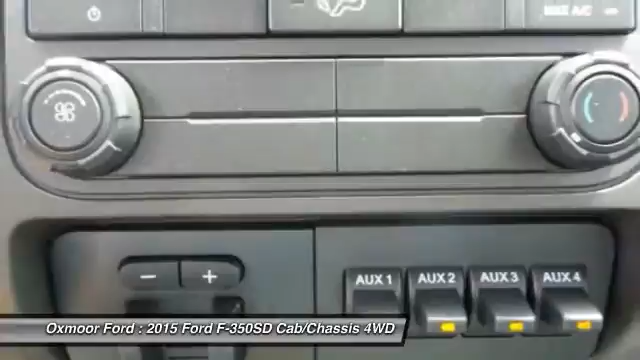 MAX A/C
− +
AUX 1 AUX 2 AUX 3 AUX 4
Oxmoor Ford : 2015 Ford F-350SD Cab/Chassis 4WD